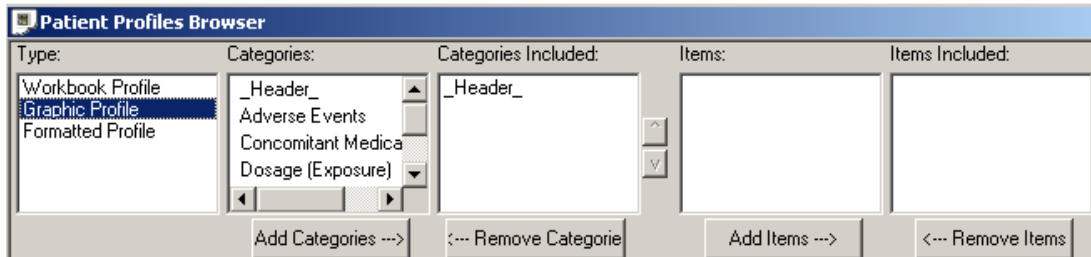 Patient Profiles Browser
Type: Categories: Categories Included: Items: Items Included:
Workbook Profile
Graphic Profile
Formatted Profile
_Header_
Adverse Events
Concomitant Medica
Dosage (Exposure)
_Header_
Add Categories ---> <--- Remove Categorie Add Items ---> <--- Remove Items